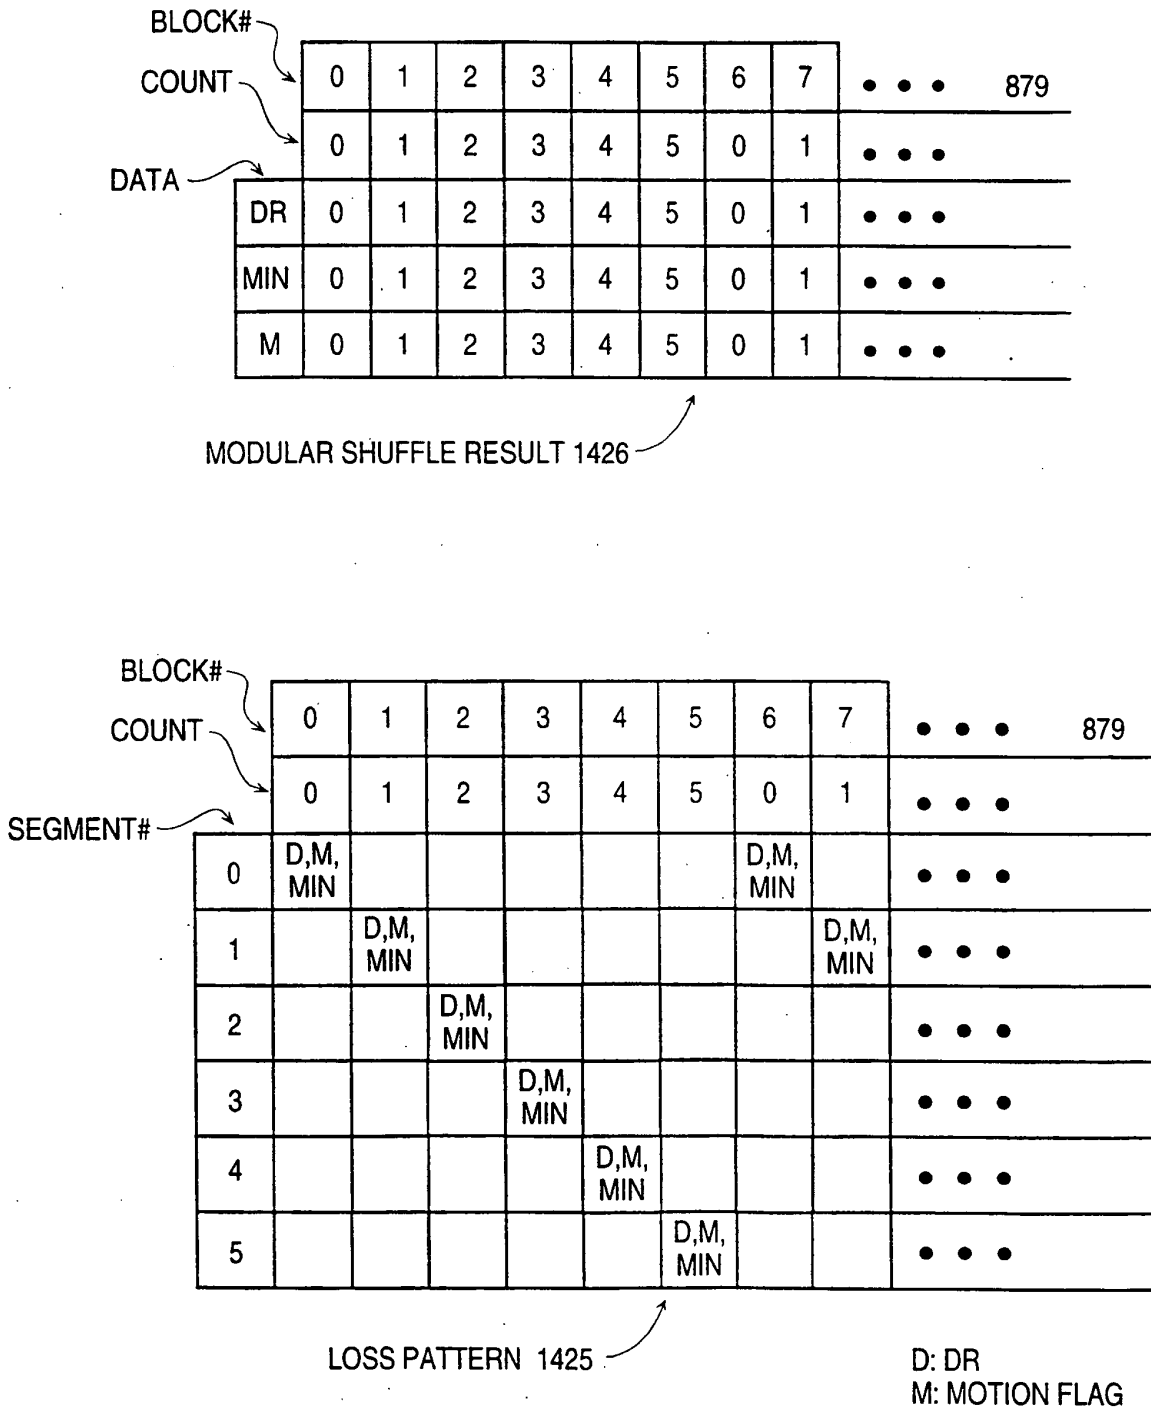 BLOCK# 0 1 2 3 4 5 6 7 ● ● ● 879
COUNT 0 1 2 3 4 5 0 1 ● ● ●
DATA
DR 0 1 2 3 4 5 0 1 ● ● ●
MIN 0 1 2 3 4 5 0 1 ● ● ●
M 0 1 2 3 4 5 0 1 ● ● ●
MODULAR SHUFFLE RESULT 1426
BLOCK# 0 1 2 3 4 5 6 7 ● ● ● 879
COUNT 0 1 2 3 4 5 0 1 ● ● ●
SEGMENT#
0 D,M, MIN D,M, MIN ● ● ●
1 D,M, MIN D,M, MIN ● ● ●
2 D,M, MIN ● ● ●
3 D,M, MIN ● ● ●
4 D,M, MIN ● ● ●
5 D,M, MIN ● ● ●
LOSS PATTERN 1425
D: DR
M: MOTION FLAG